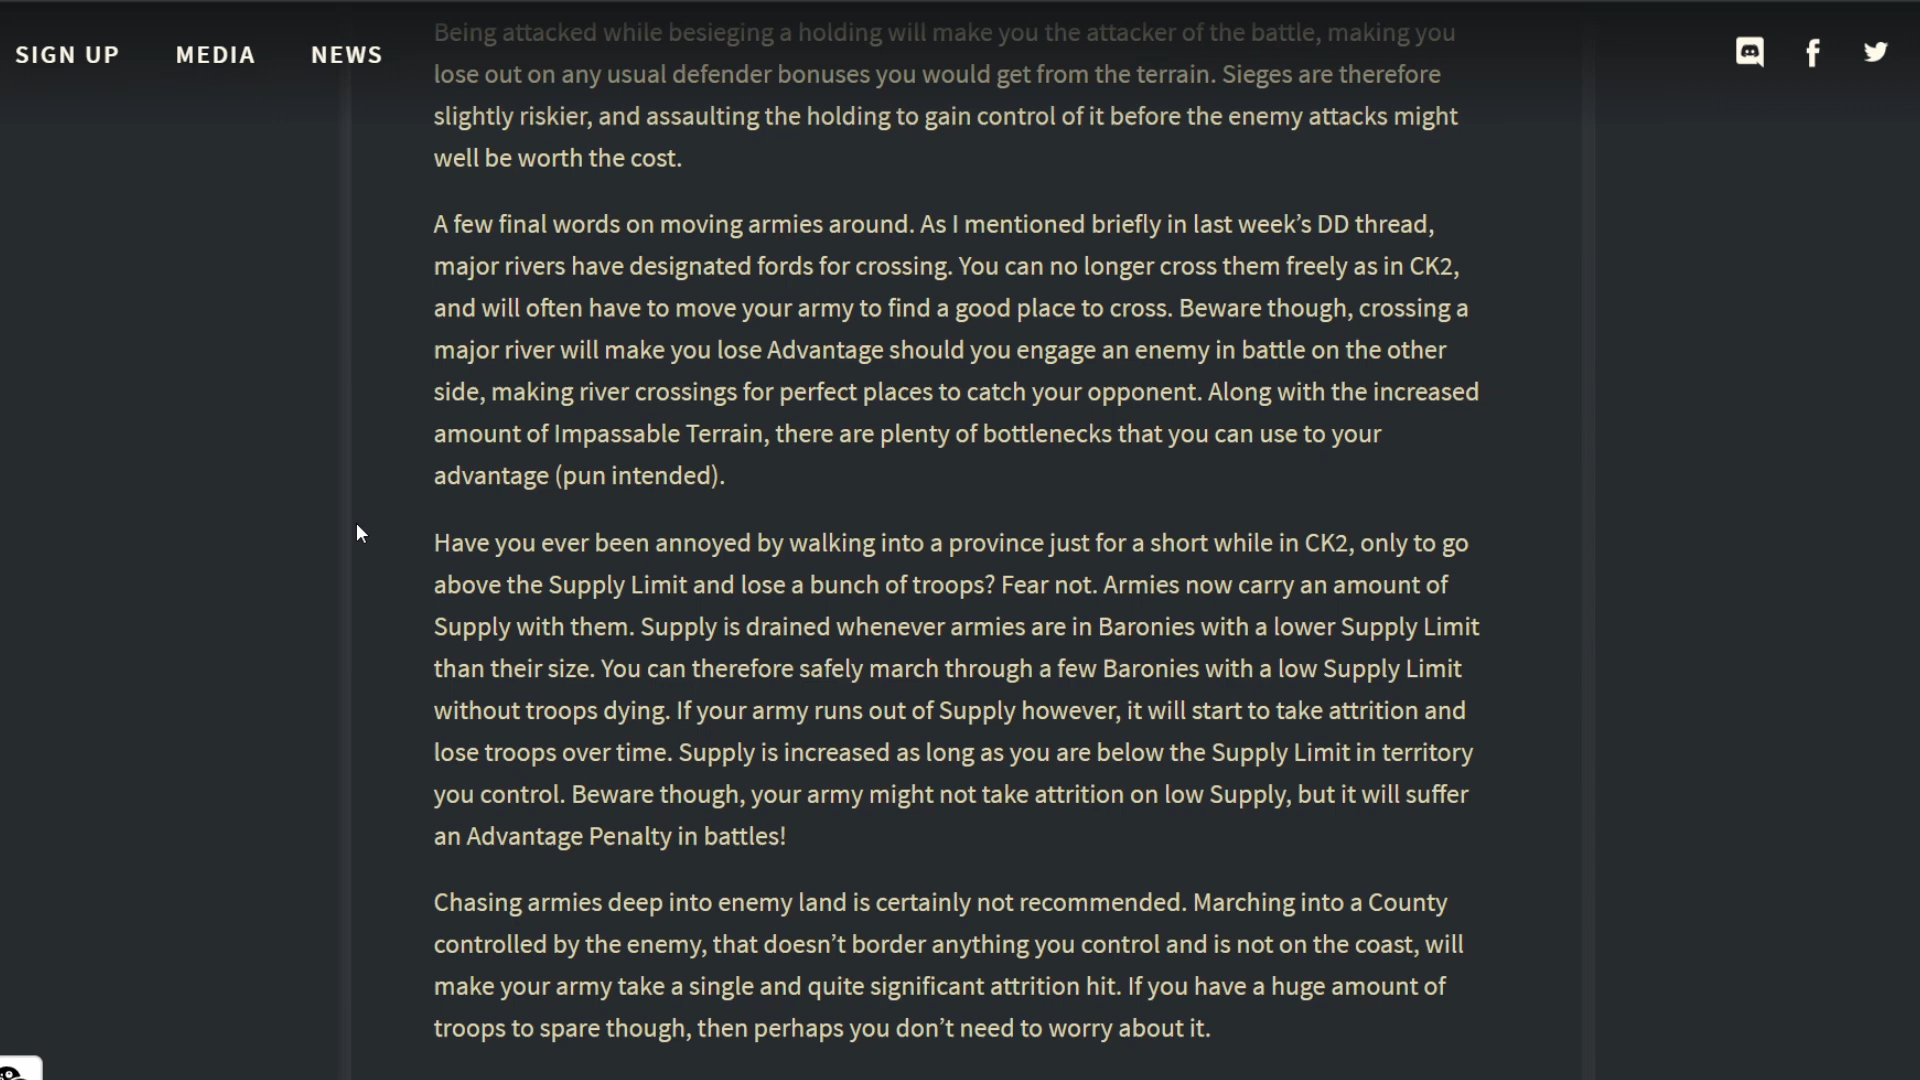 SIGN UP MEDIA NEWS
Being attacked while besieging a holding will make you the attacker of the battle, making you
lose out on any usual defender bonuses you would get from the terrain. Sieges are therefore
slightly riskier, and assaulting the holding to gain control of it before the enemy attacks might
well be worth the cost.
A few final words on moving armies around. As I mentioned briefly in last week’s DD thread,
major rivers have designated fords for crossing. You can no longer cross them freely as in CK2,
and will often have to move your army to find a good place to cross. Beware though, crossing a
major river will make you lose Advantage should you engage an enemy in battle on the other
side, making river crossings for perfect places to catch your opponent. Along with the increased
amount of Impassable Terrain, there are plenty of bottlenecks that you can use to your
advantage (pun intended).
Have you ever been annoyed by walking into a province just for a short while in CK2, only to go
above the Supply Limit and lose a bunch of troops? Fear not. Armies now carry an amount of
Supply with them. Supply is drained whenever armies are in Baronies with a lower Supply Limit
than their size. You can therefore safely march through a few Baronies with a low Supply Limit
without troops dying. If your army runs out of Supply however, it will start to take attrition and
lose troops over time. Supply is increased as long as you are below the Supply Limit in territory
you control. Beware though, your army might not take attrition on low Supply, but it will suffer
an Advantage Penalty in battles!
Chasing armies deep into enemy land is certainly not recommended. Marching into a County
controlled by the enemy, that doesn’t border anything you control and is not on the coast, will
make your army take a single and quite significant attrition hit. If you have a huge amount of
troops to spare though, then perhaps you don’t need to worry about it.